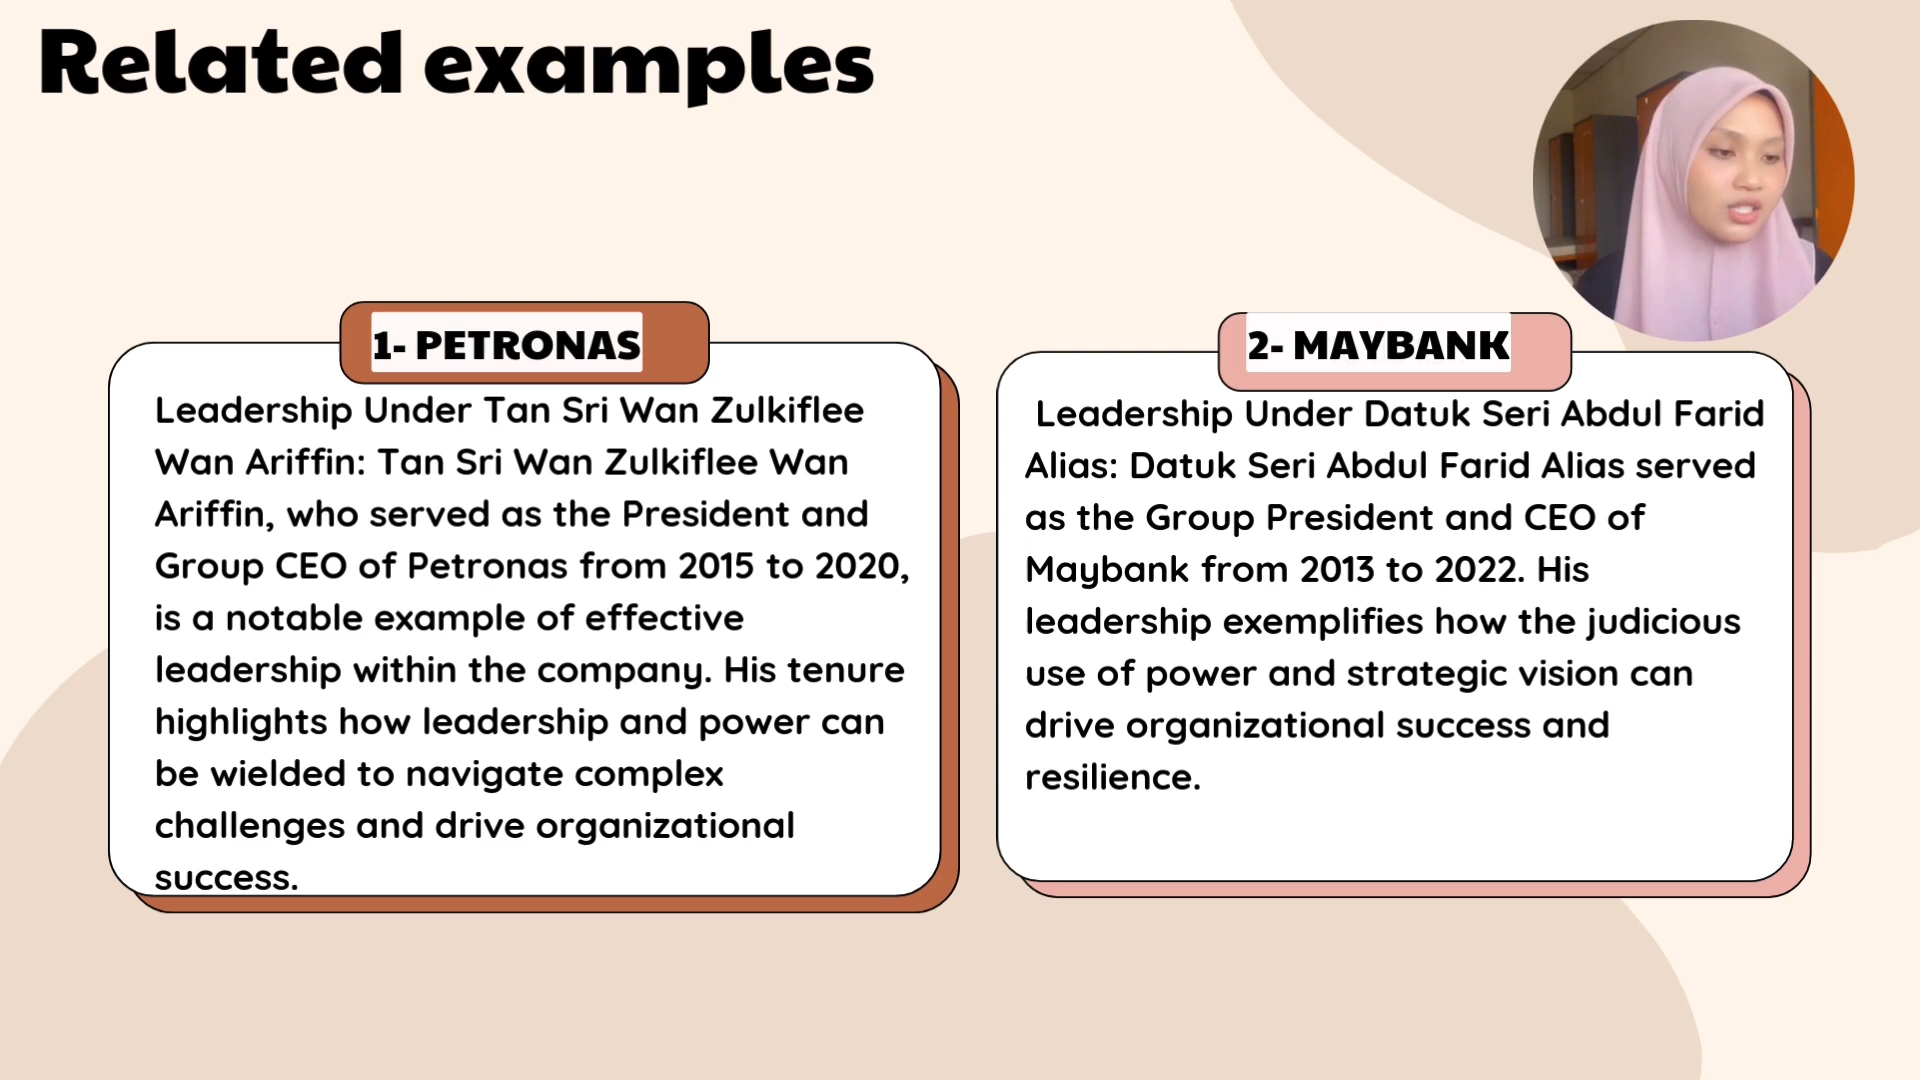 Related examples
1- PETRONAS
Leadership Under Tan Sri Wan Zulkiflee
Wan Ariffin: Tan Sri Wan Zulkiflee Wan
Ariffin, who served as the President and
Group CEO of Petronas from 2015 to 2020,
is a notable example of effective
leadership within the company. His tenure
highlights how leadership and power can
be wielded to navigate complex
challenges and drive organizational
success.
2- MAYBANK
Leadership Under Datuk Seri Abdul Farid
Alias: Datuk Seri Abdul Farid Alias served
as the Group President and CEO of
Maybank from 2013 to 2022. His
leadership exemplifies how the judicious
use of power and strategic vision can
drive organizational success and
resilience.